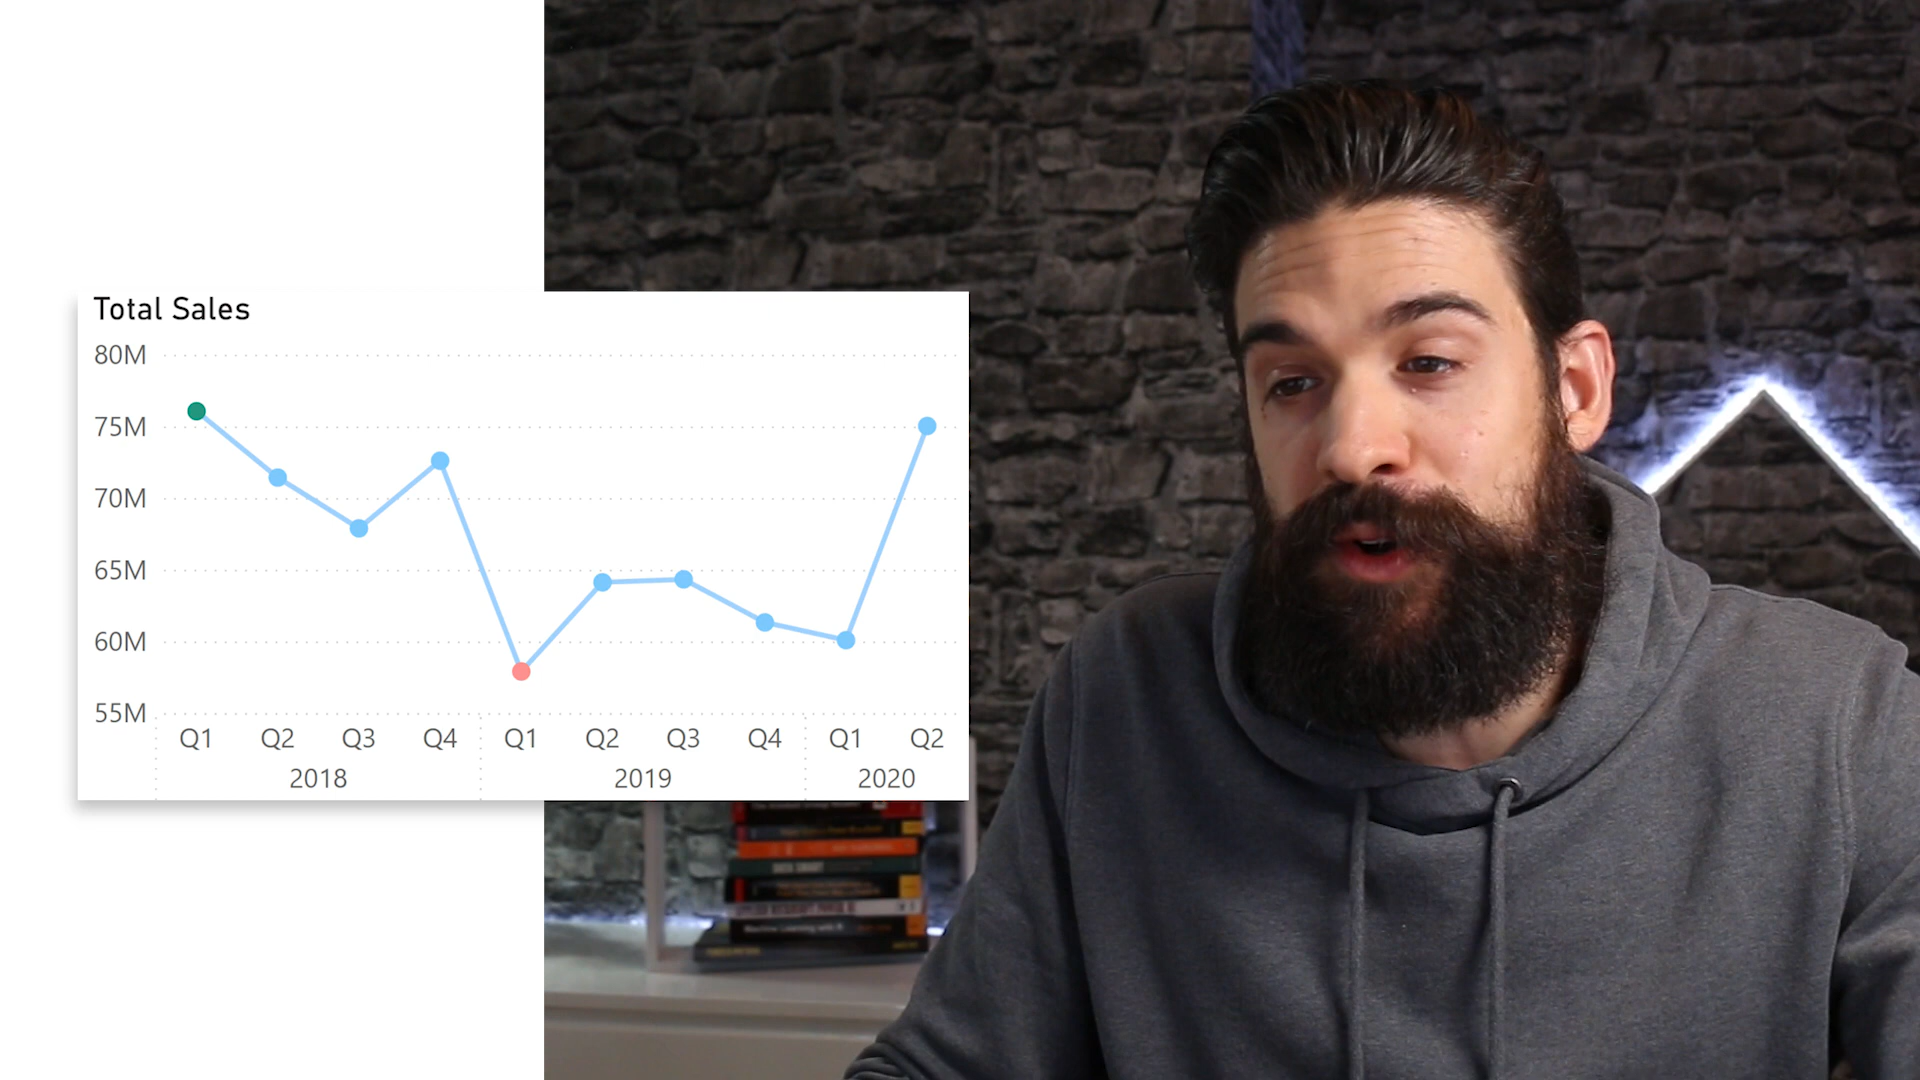 Total Sales
80M
75M
70M
65M
60M
55M
Q1 Q2 Q3 Q4 Q1 Q2 Q3 Q4 Q1 Q2
2018 2019 2020